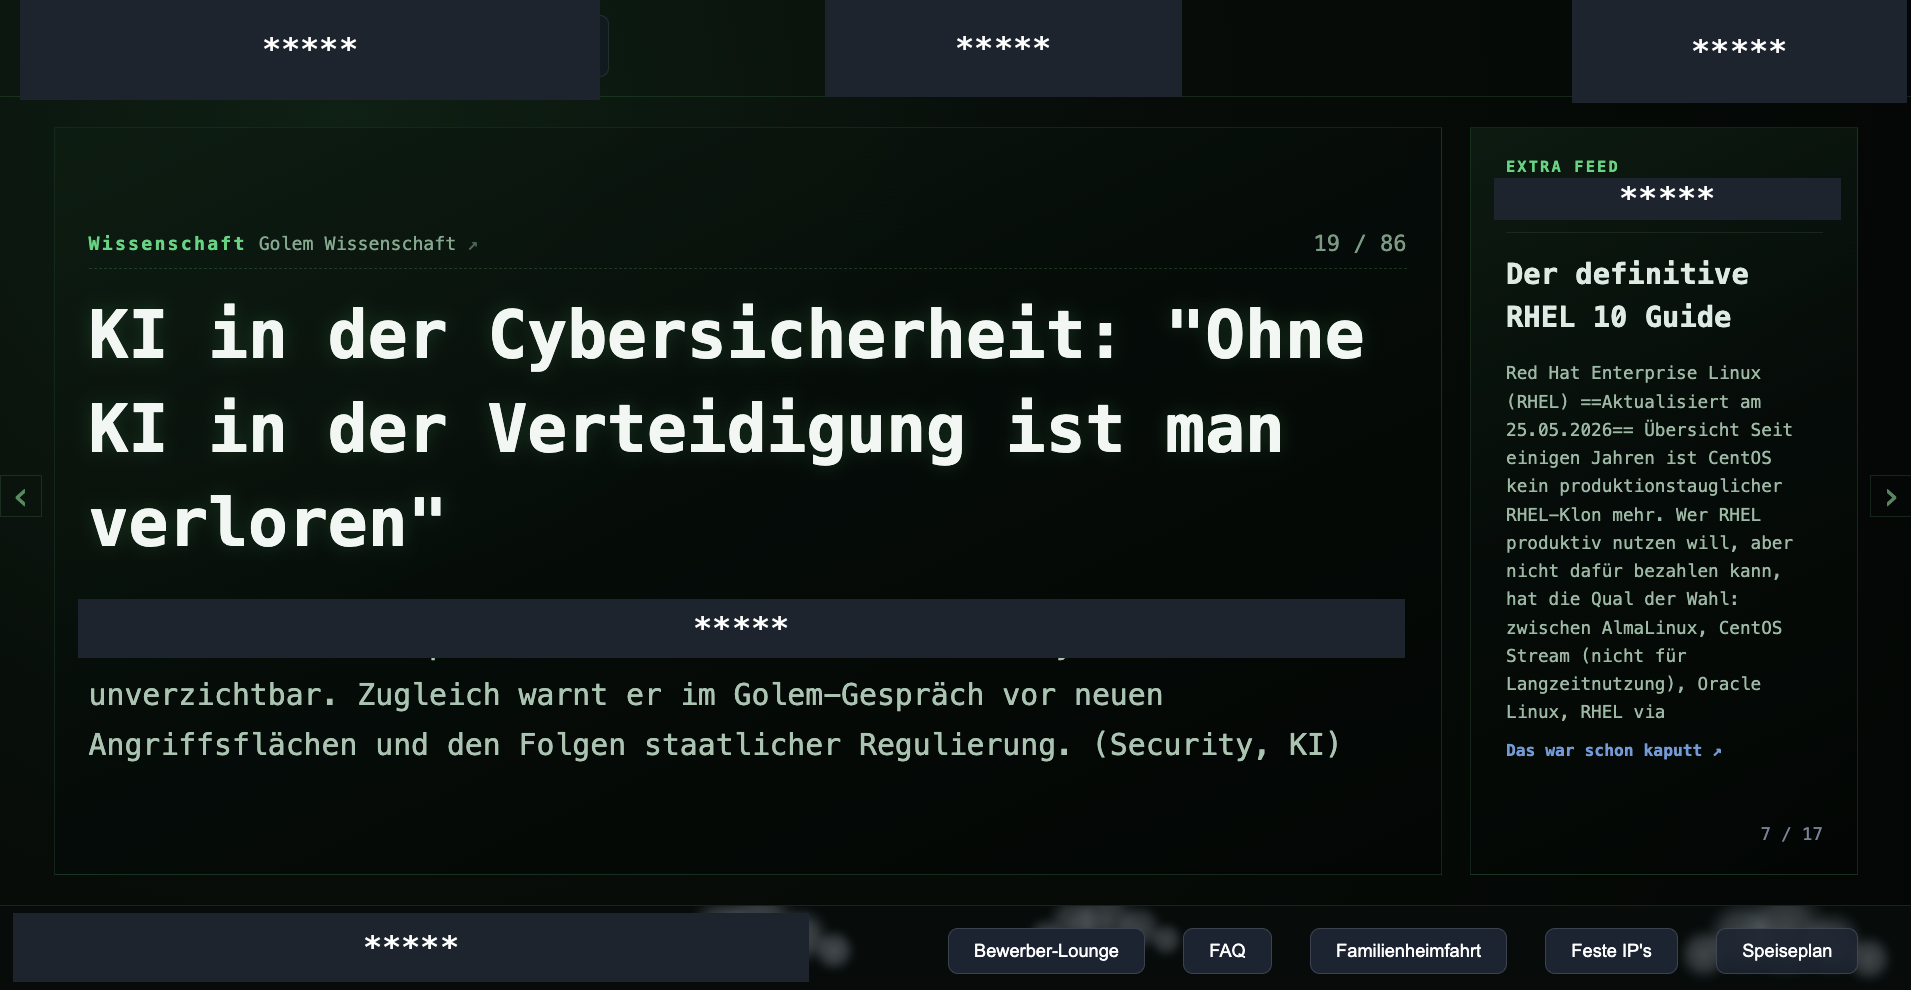 *****
*****
*****
Wissenschaft Golem Wissenschaft ↗
19 / 86
KI in der Cybersicherheit: "Ohne
KI in der Verteidigung ist man
verloren"
*****
unverzichtbar. Zugleich warnt er im Golem-Gespräch vor neuen
Angriffsflächen und den Folgen staatlicher Regulierung. (Security, KI)
EXTRA FEED
*****
Der definitive
RHEL 10 Guide
Red Hat Enterprise Linux
(RHEL) ==Aktualisiert am
25.05.2026== Übersicht Seit
einigen Jahren ist CentOS
kein produktionstauglicher
RHEL-Klon mehr. Wer RHEL
produktiv nutzen will, aber
nicht dafür bezahlen kann,
hat die Qual der Wahl:
zwischen AlmaLinux, CentOS
Stream (nicht für
Langzeitnutzung), Oracle
Linux, RHEL via
Das war schon kaputt ↗
7 / 17
*****
Bewerber-Lounge
FAQ
Familienheimfahrt
Feste IP's
Speiseplan